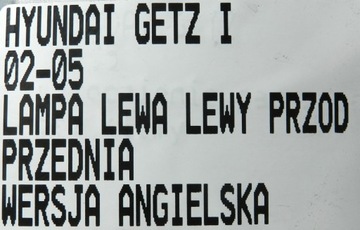 HYUNDAI GETZ I
02-05
LAMPA LEWA LEWY PRZOD
PRZEDNIA
WERSJA ANGIELSKA